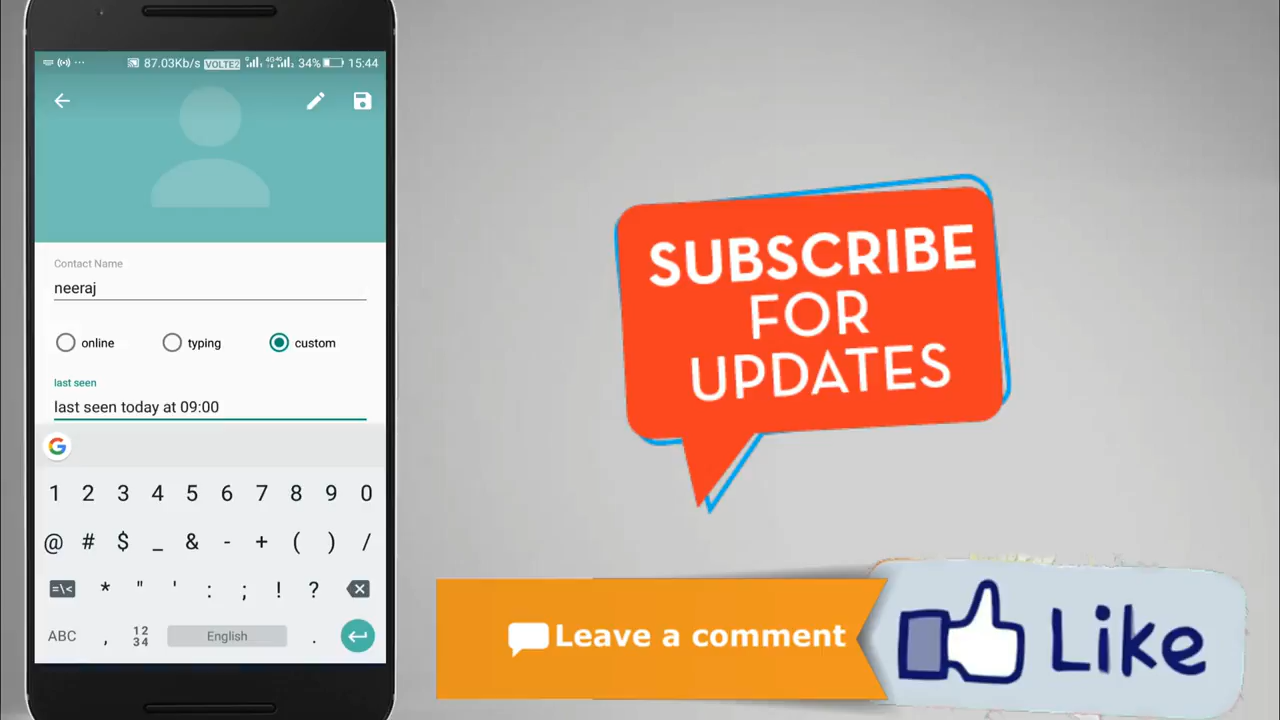 87.03Kb/s VOLTE2 4G 4G 34% 15:44
Contact Name
neeraj
online typing custom
last seen
last seen today at 09:00
G
1 2 3 4 5 6 7 8 9 0
@ # $ _ & - + ( ) /
=\< * " ' : ; ! ?
ABC , 12 34 English .
SUBSCRIBE
FOR
UPDATES
Leave a comment
Like